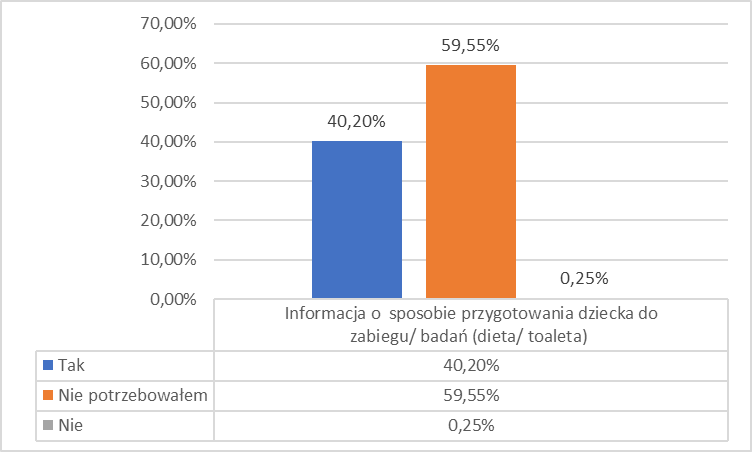 70,00%
60,00%
50,00%
40,00%
30,00%
20,00%
10,00%
0,00%
40,20%
59,55%
0,25%
Informacja o sposobie przygotowania dziecka do
zabiegu/ badań (dieta/ toaleta)
Tak 40,20%
Nie potrzebowałem 59,55%
Nie 0,25%